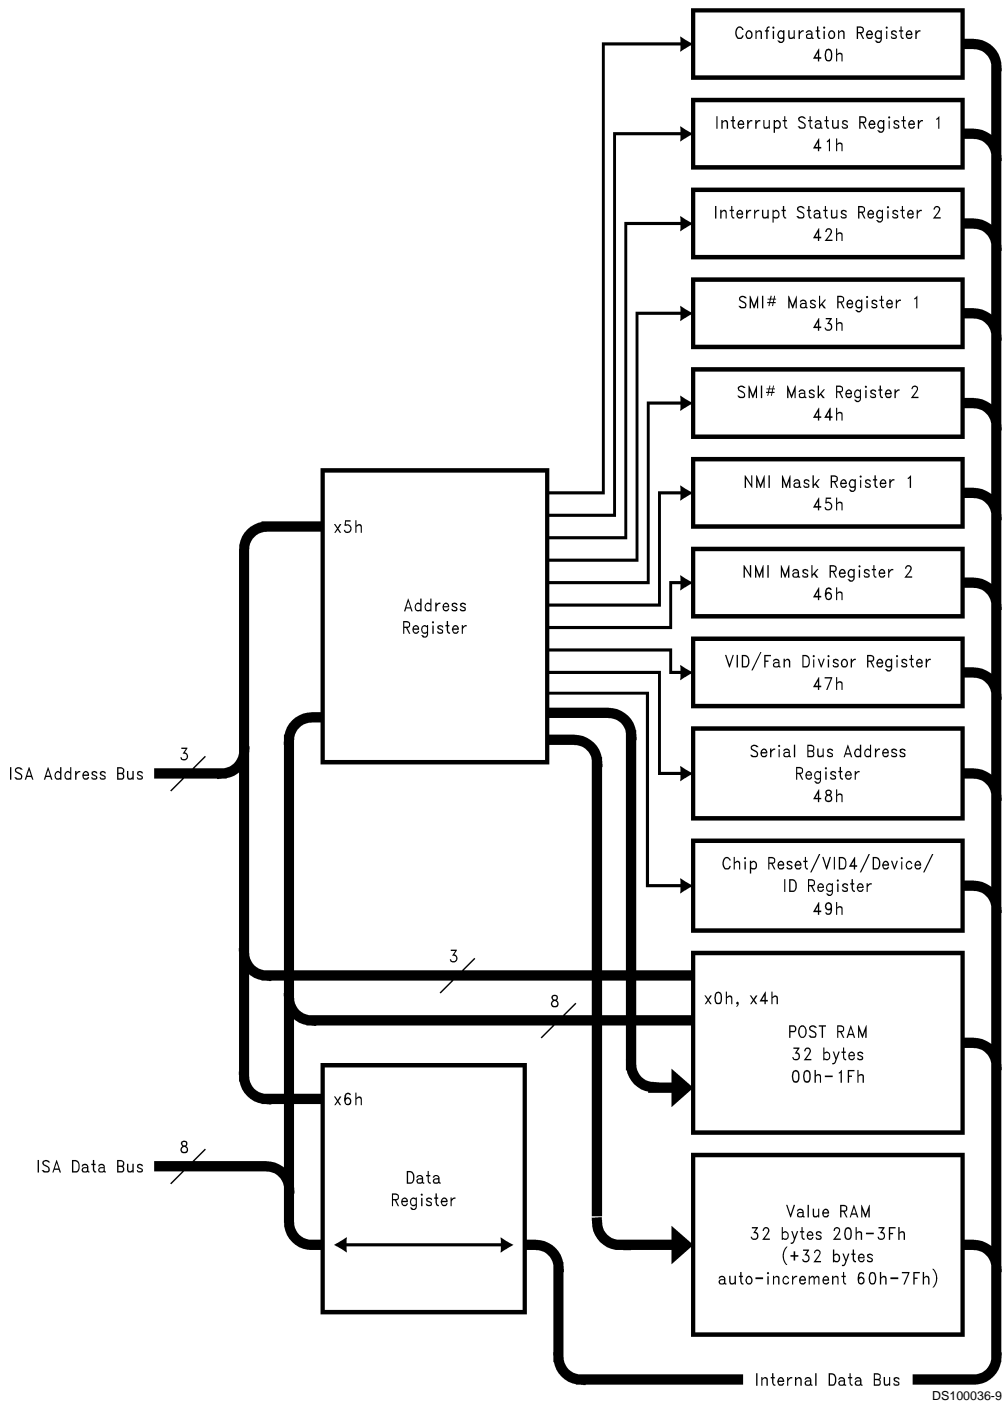 Configuration Register
40h
Interrupt Status Register 1
41h
Interrupt Status Register 2
42h
SMI# Mask Register 1
43h
SMI# Mask Register 2
44h
NMI Mask Register 1
45h
x5h
NMI Mask Register 2
46h
Address
Register
VID/Fan Divisor Register
47h
3
ISA Address Bus
Serial Bus Address
Register
48h
Chip Reset/VID4/Device/
ID Register
49h
3
8
x0h, x4h
POST RAM
32 bytes
00h-1Fh
x6h
8
ISA Data Bus
Data
Register
Value RAM
32 bytes 20h-3Fh
(+32 bytes
auto-increment 60h-7Fh)
Internal Data Bus
DS100036-9